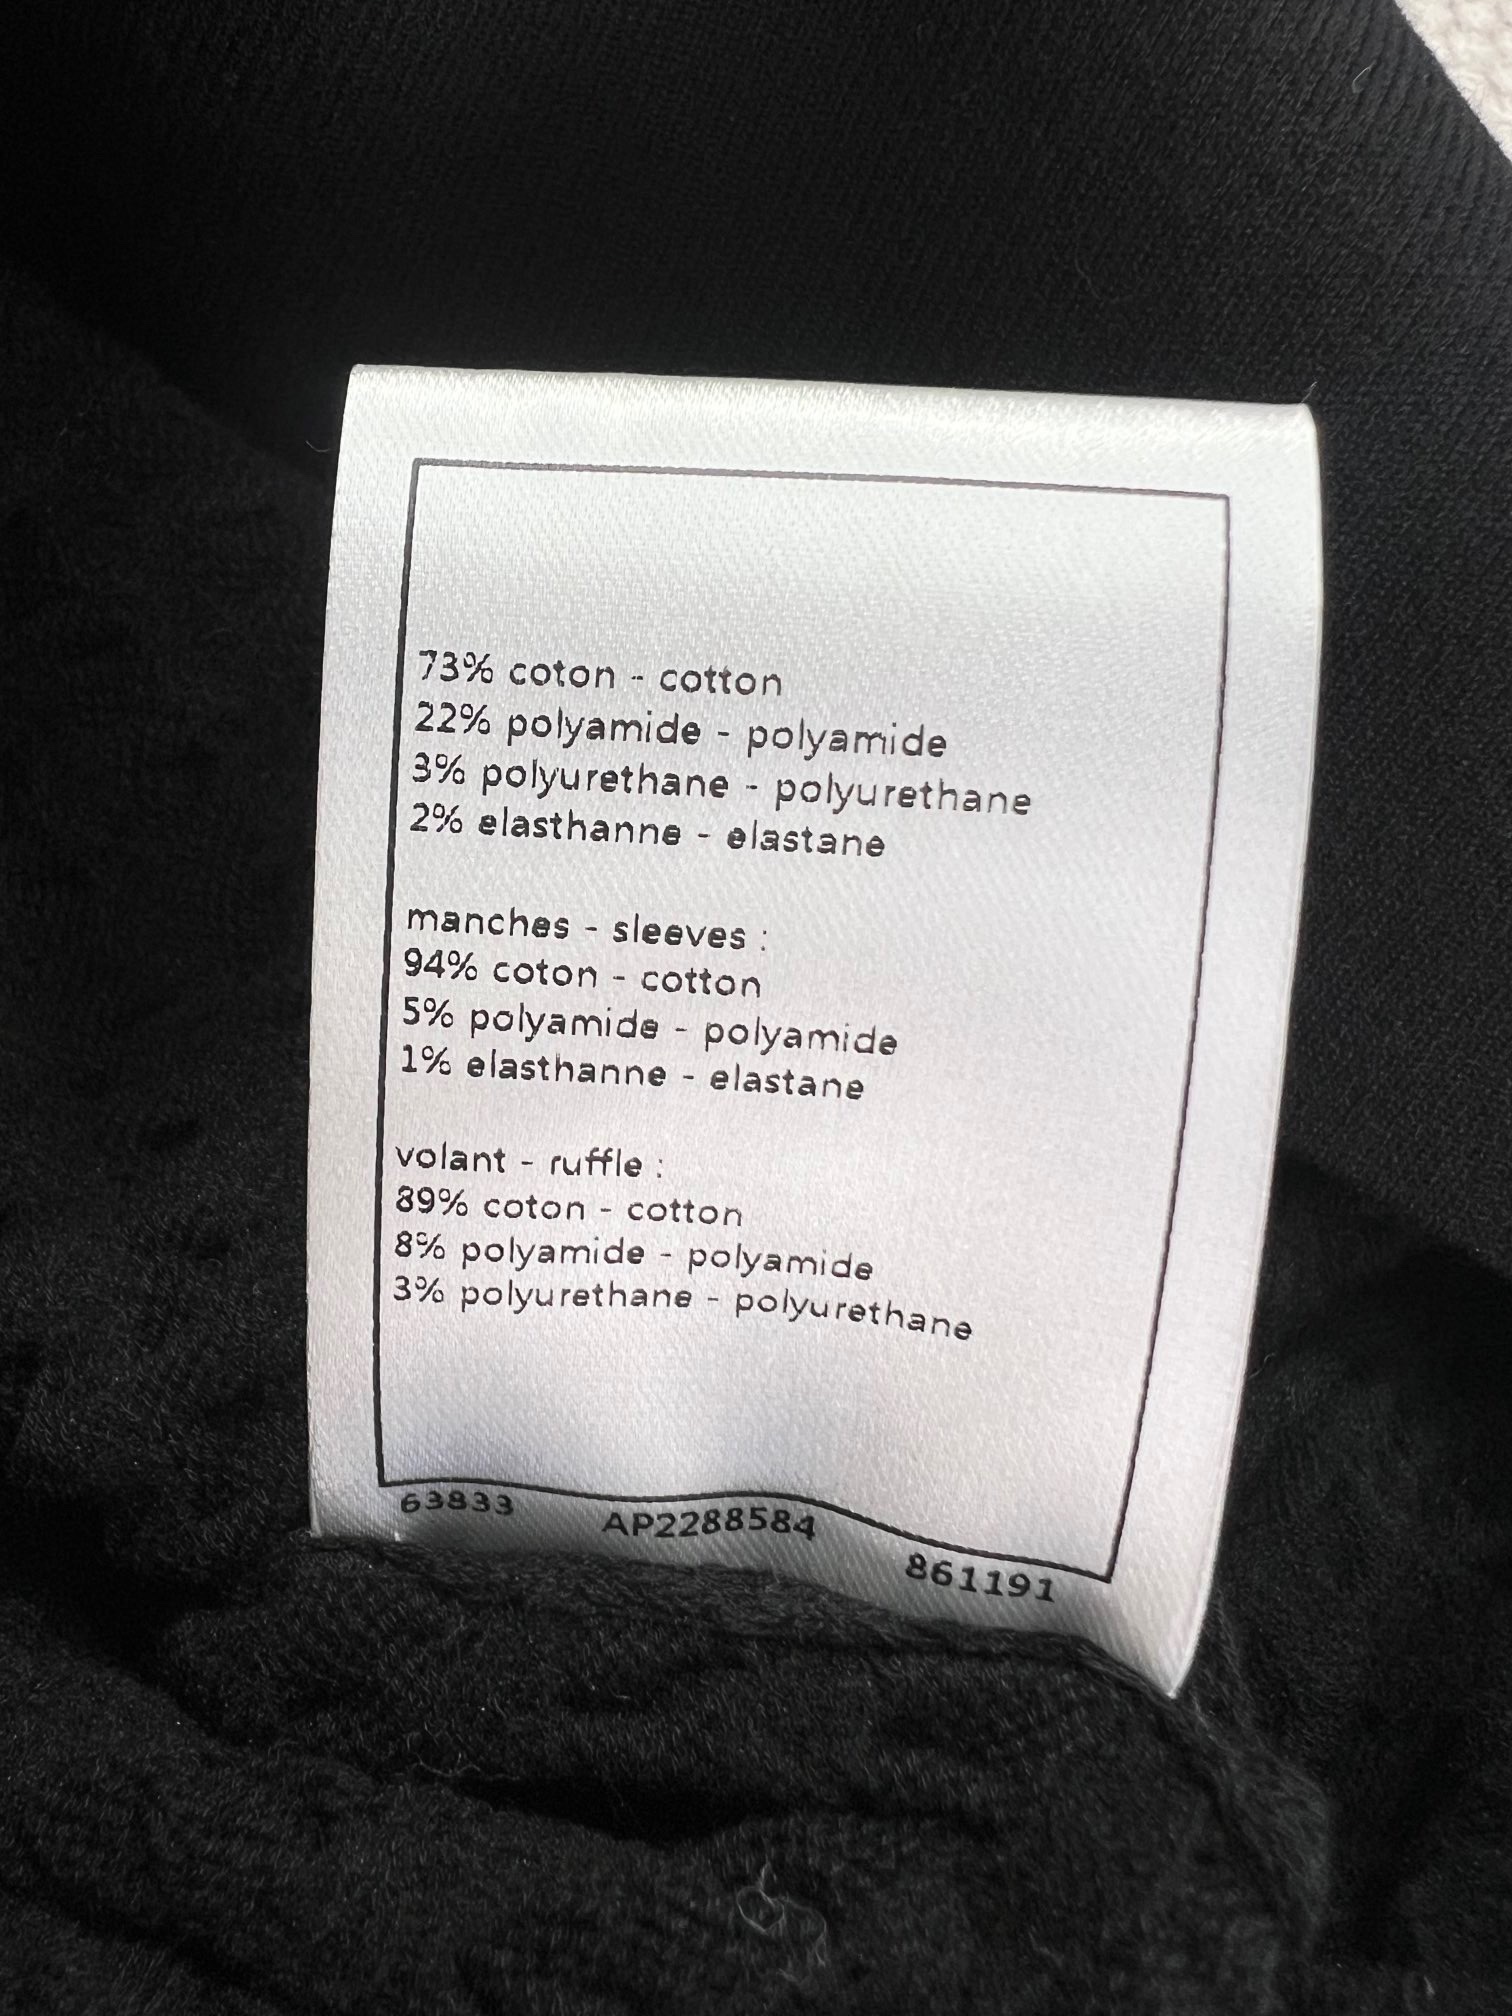 73% coton - cotton
22% polyamide - polyamide
3% polyurethane - polyurethane
2% elasthanne - elastane
manches - sleeves :
94% coton - cotton
5% polyamide - polyamide
1% elasthanne - elastane
volant - ruffle :
89% coton - cotton
8% polyamide - polyamide
3% polyurethane - polyurethane
63833 AP2288584 861191